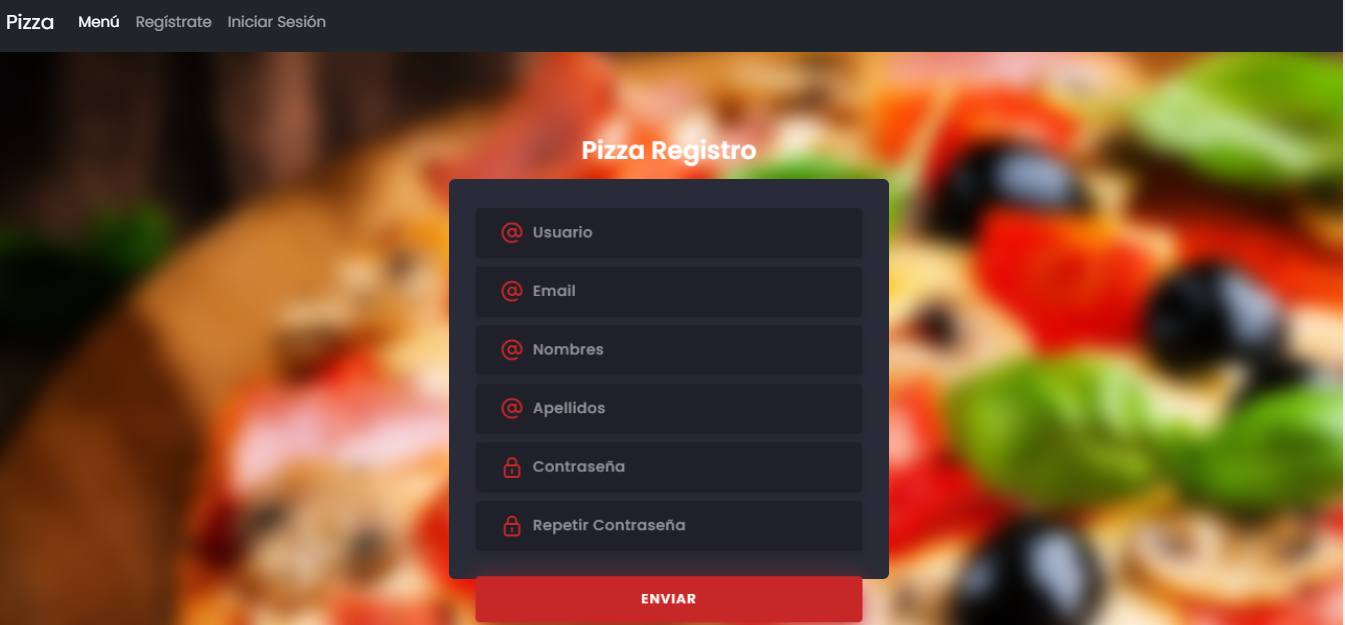 Pizza Menú Regístrate Iniciar Sesión
Pizza Registro
Usuario
Email
Nombres
Apellidos
Contraseña
Repetir Contraseña
ENVIAR